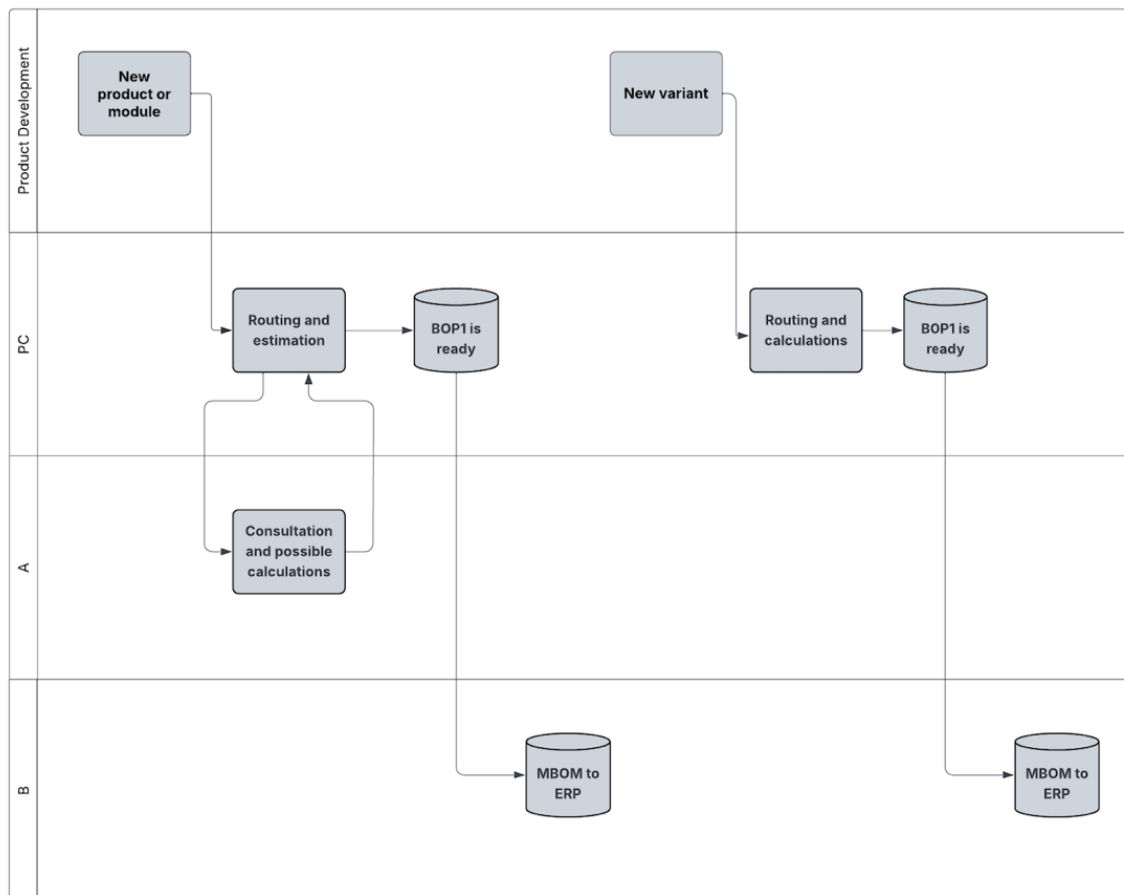 Product Development
New
product or
module
New variant
PC
Routing and
estimation
BOP1 is
ready
Routing and
calculations
BOP1 is
ready
A
Consultation
and possible
calculations
B
MBOM to
ERP
MBOM to
ERP